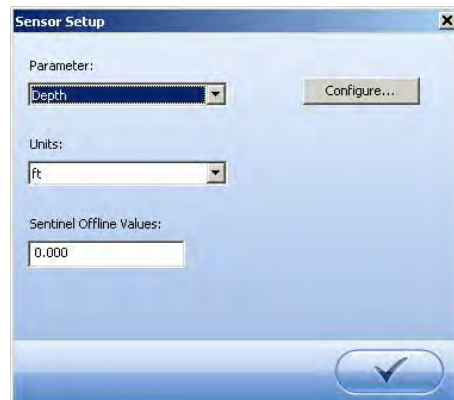 Sensor Setup
Parameter:
Depth
Configure...
Units:
ft
Sentinel Offline Values:
0.000